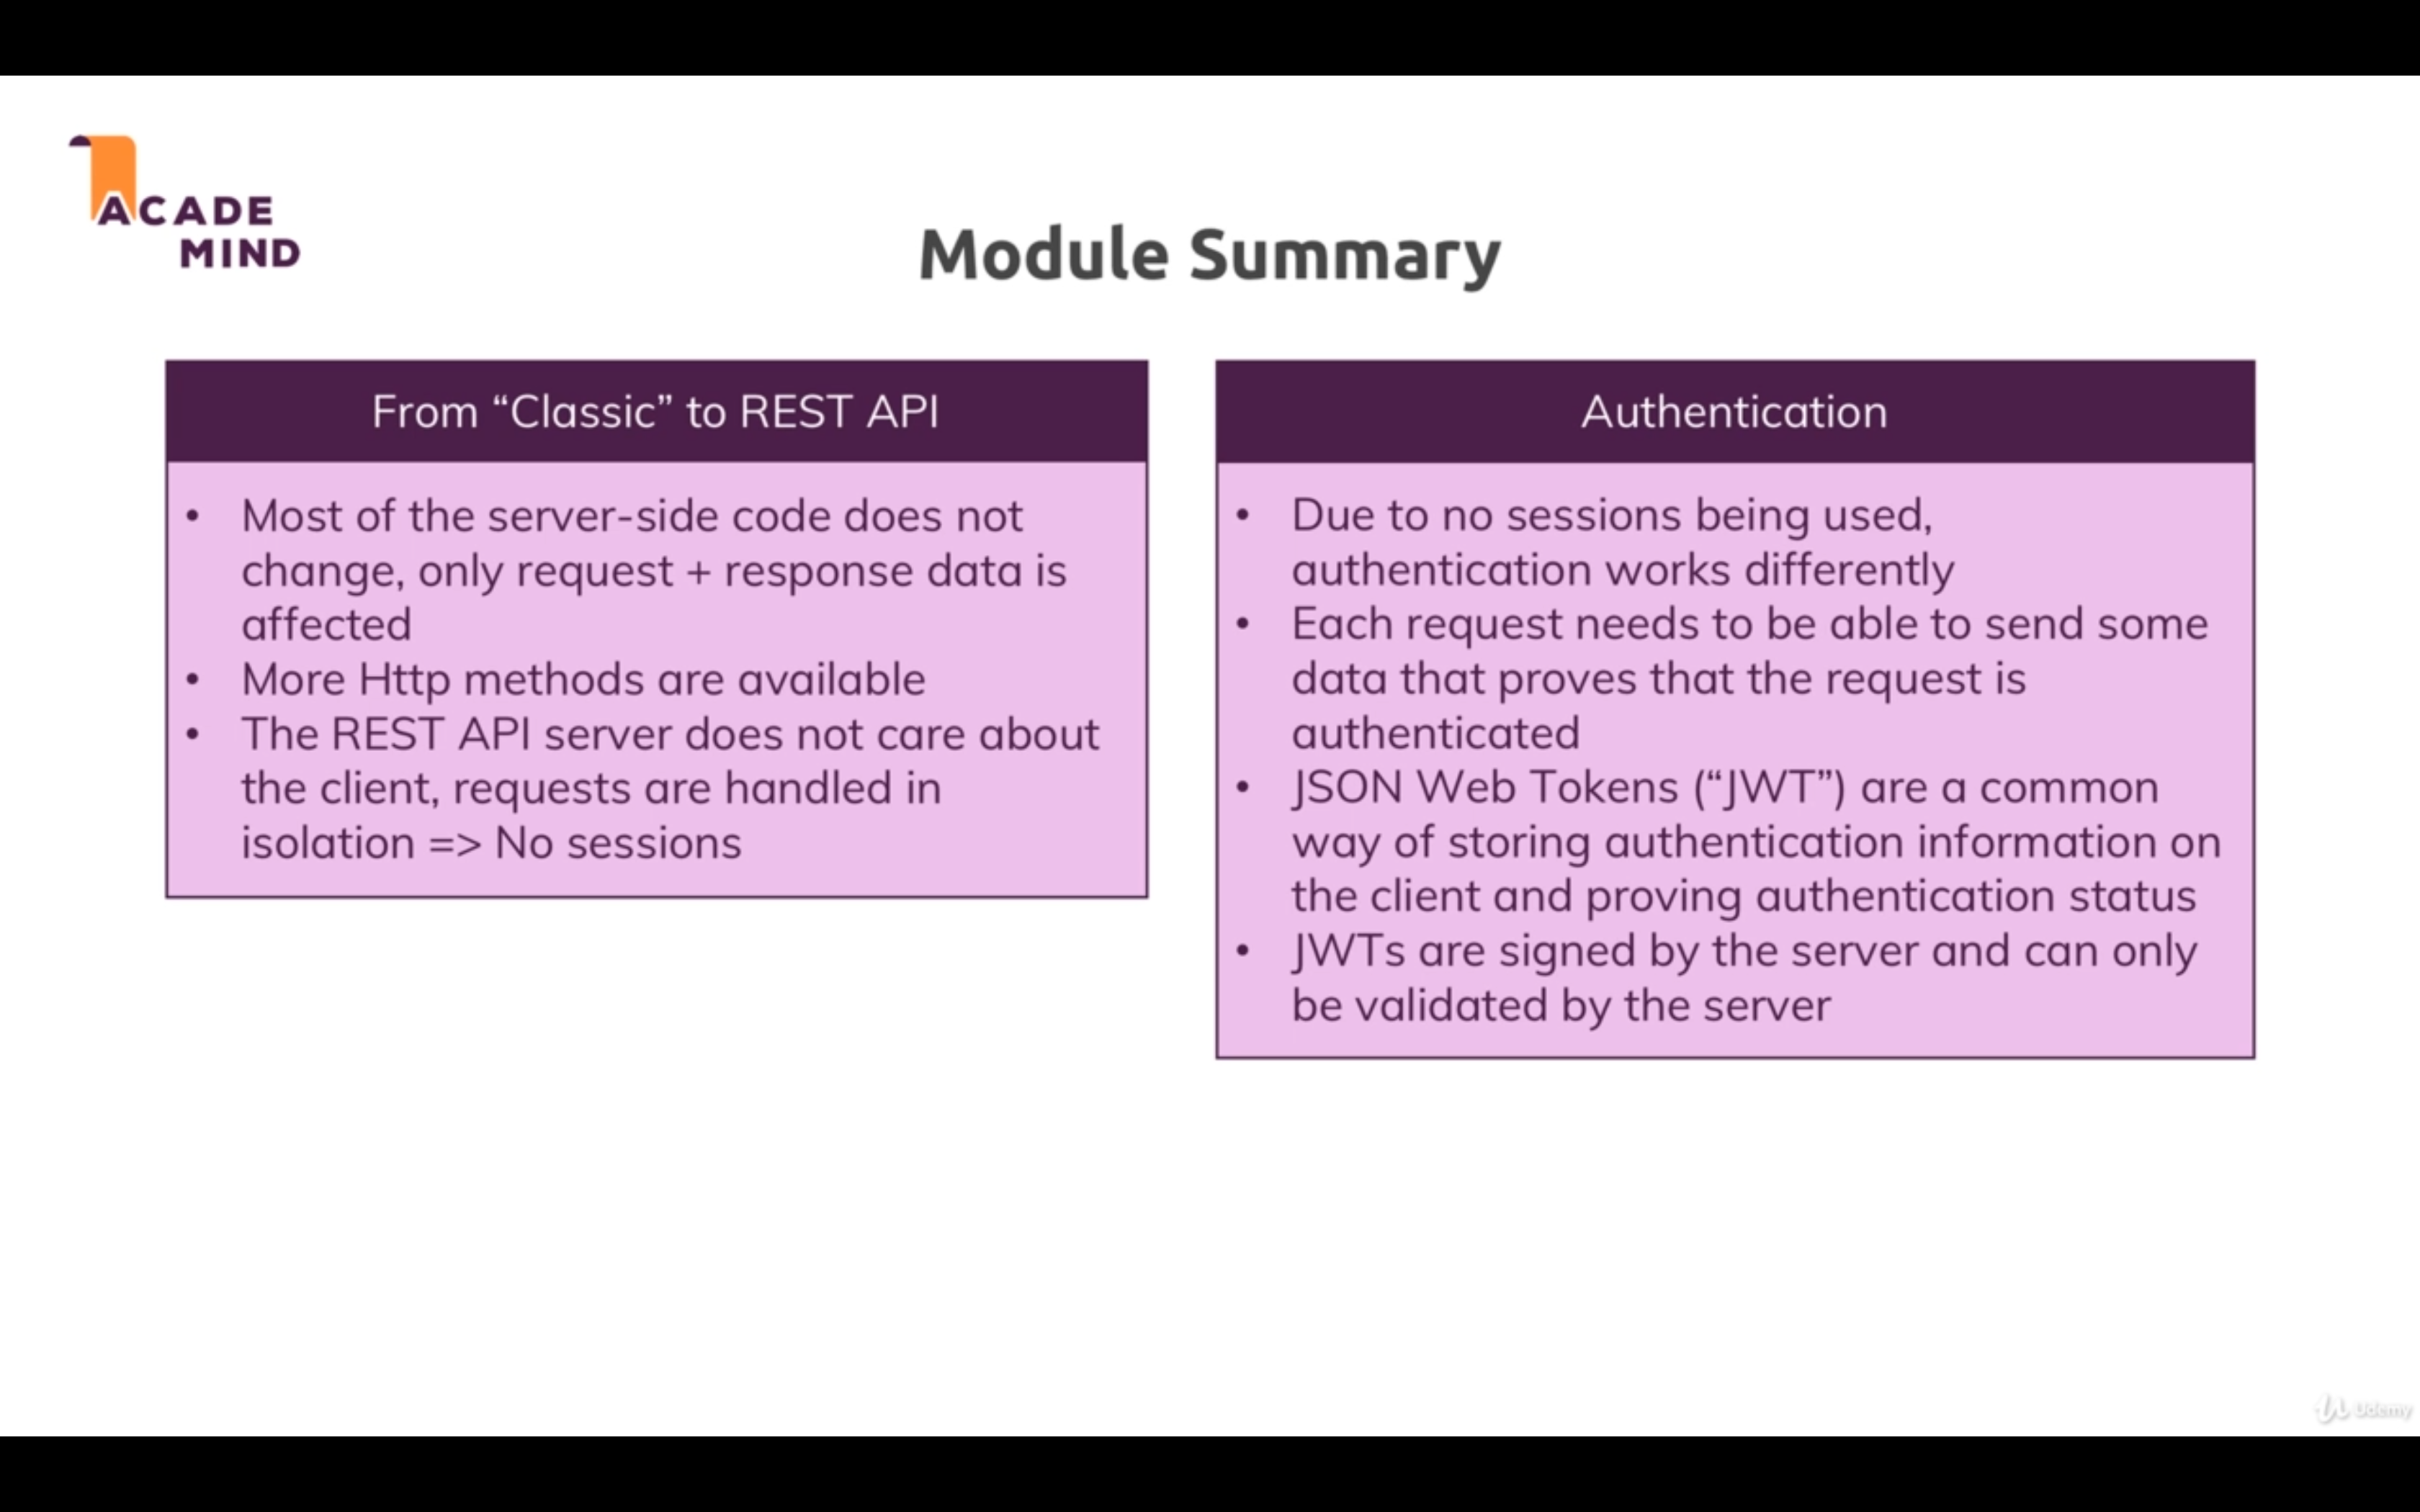 ACADE
MIND
Module Summary
From “Classic” to REST API
• Most of the server-side code does not
change, only request + response data is
affected
• More Http methods are available
• The REST API server does not care about
the client, requests are handled in
isolation => No sessions
Authentication
• Due to no sessions being used,
authentication works differently
• Each request needs to be able to send some
data that proves that the request is
authenticated
• JSON Web Tokens (“JWT”) are a common
way of storing authentication information on
the client and proving authentication status
• JWTs are signed by the server and can only
be validated by the server
Udemy